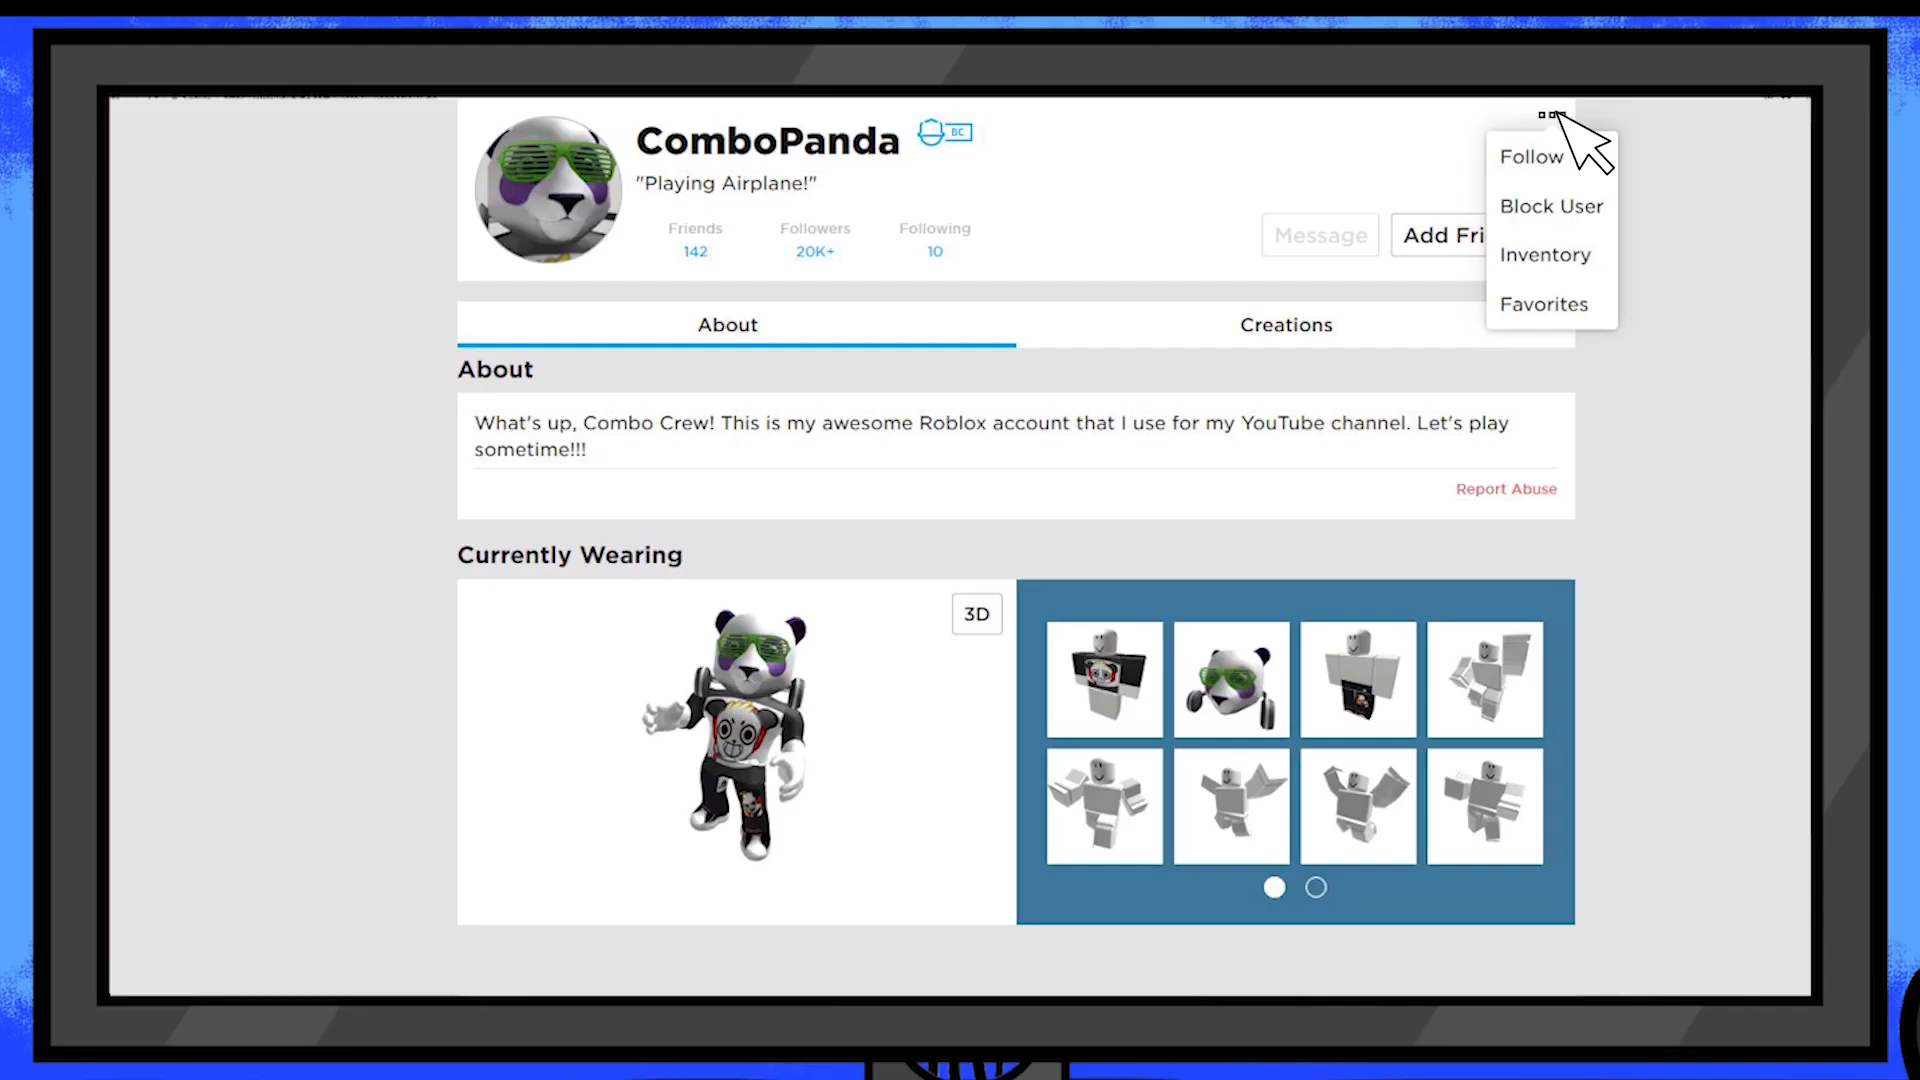 ComboPanda
BC
"Playing Airplane!"
Friends
Followers
Following
142
20K+
10
Message
Add Fri
Follow
Block User
Inventory
Favorites
About
Creations
About
What's up, Combo Crew! This is my awesome Roblox account that I use for my YouTube channel. Let's play
sometime!!!
Report Abuse
Currently Wearing
3D